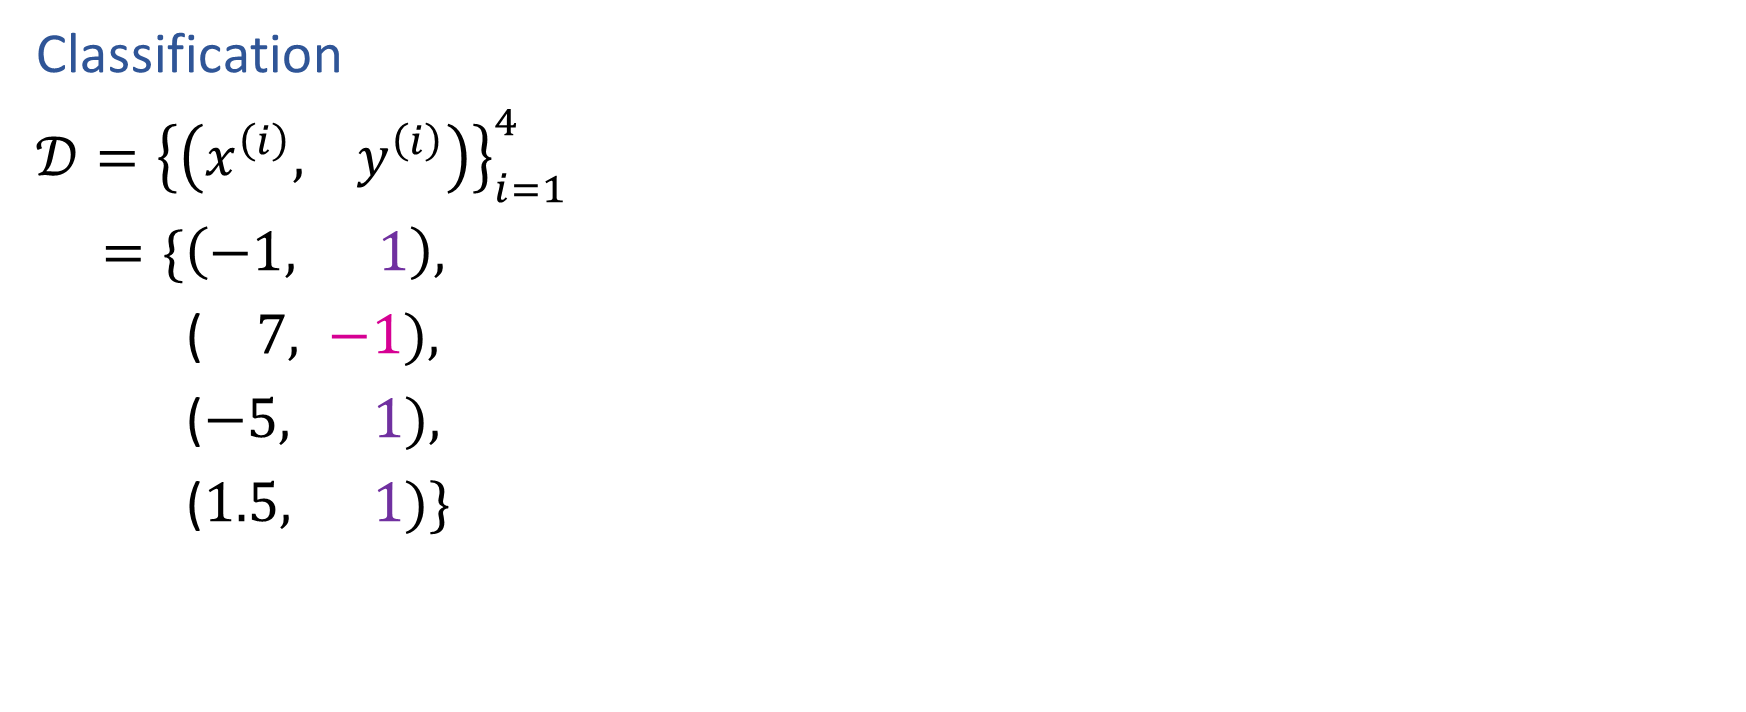 Classification
𝒟 = {(x⁽ⁱ⁾, y⁽ⁱ⁾)}⁴ᵢ₌₁
= {(−1, 1),
( 7, −1),
(−5, 1),
(1.5, 1)}